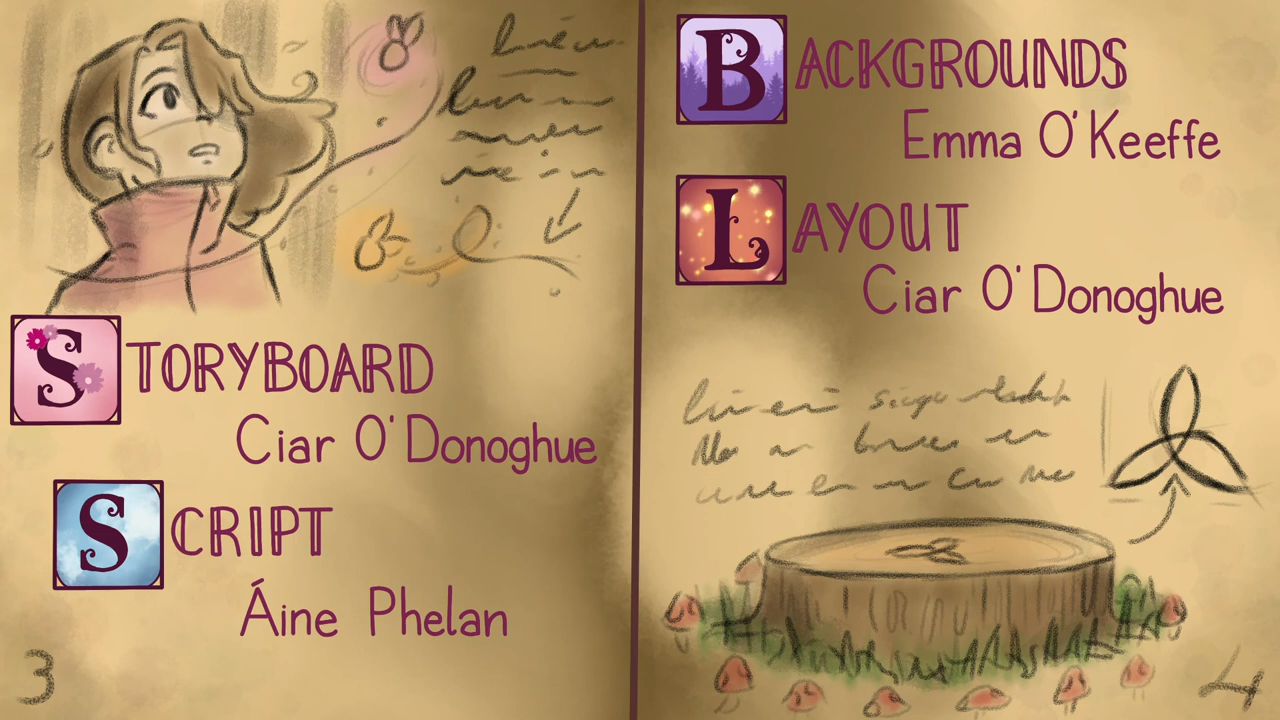 STORYBOARD
Ciar O'Donoghue
SCRIPT
Áine Phelan
3
BACKGROUNDS
Emma O'Keeffe
LAYOUT
Ciar O'Donoghue
4